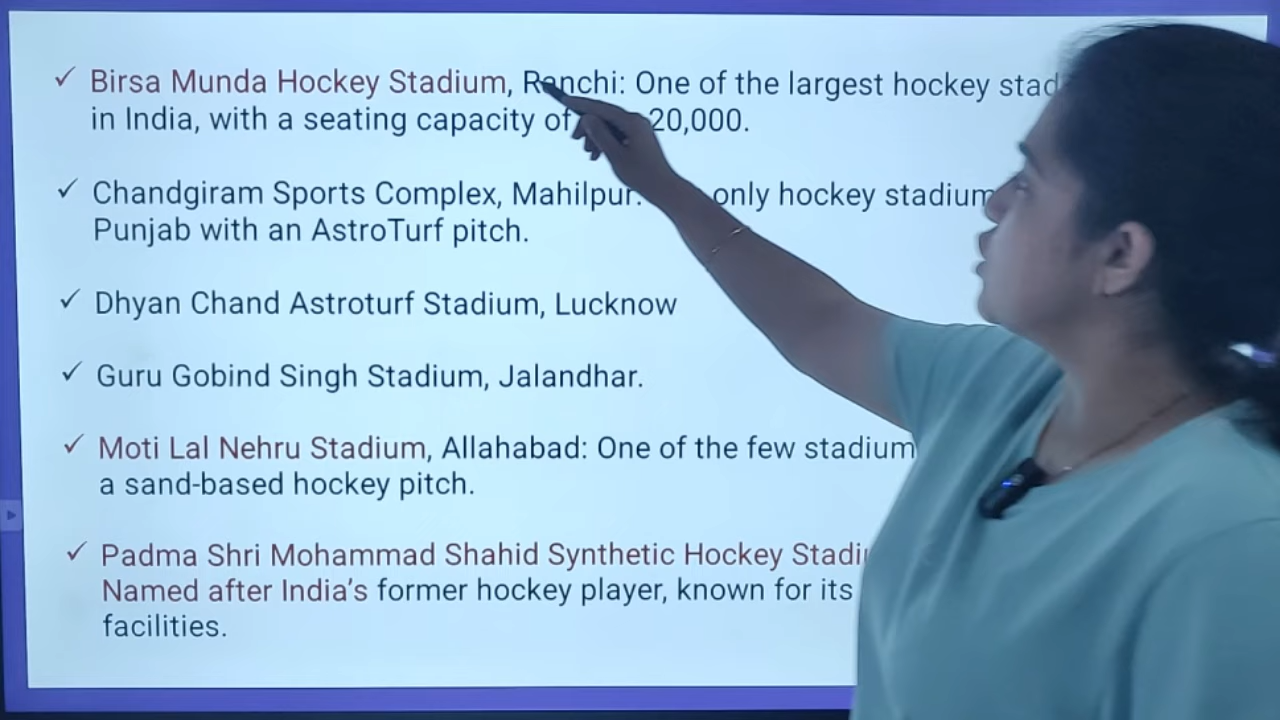 ✓ Birsa Munda Hockey Stadium, Ranchi: One of the largest hockey stad
in India, with a seating capacity of 20,000.
✓ Chandgiram Sports Complex, Mahilpur: only hockey stadium
Punjab with an AstroTurf pitch.
✓ Dhyan Chand Astroturf Stadium, Lucknow
✓ Guru Gobind Singh Stadium, Jalandhar.
✓ Moti Lal Nehru Stadium, Allahabad: One of the few stadium
a sand-based hockey pitch.
✓ Padma Shri Mohammad Shahid Synthetic Hockey Stadi
Named after India's former hockey player, known for its
facilities.